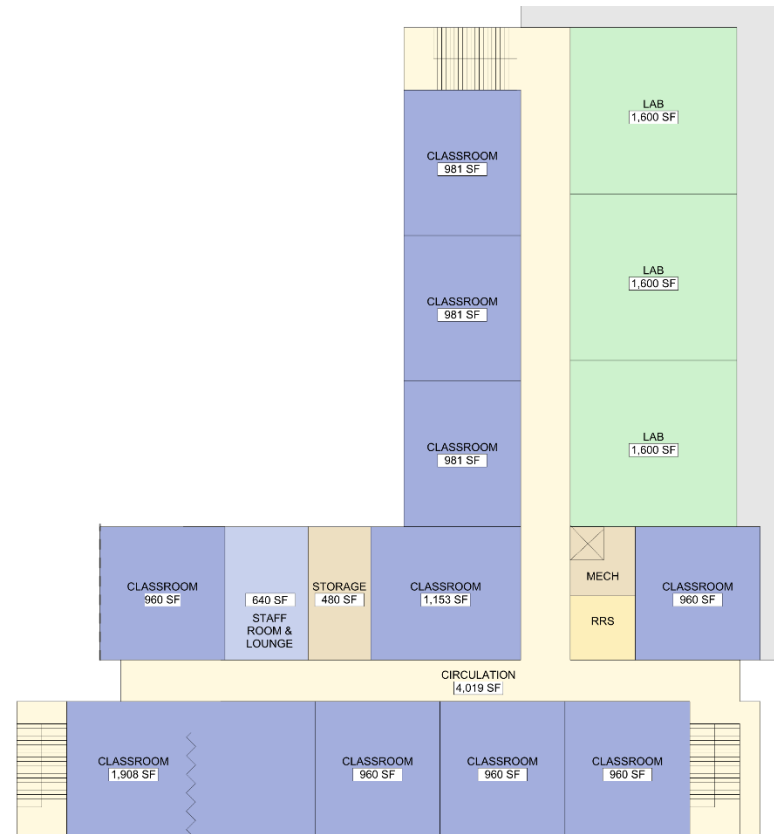 LAB
1,600 SF
CLASSROOM
981 SF
LAB
1,600 SF
CLASSROOM
981 SF
LAB
1,600 SF
CLASSROOM
981 SF
CLASSROOM
960 SF
640 SF
STAFF
ROOM &
LOUNGE
STORAGE
480 SF
CLASSROOM
1,153 SF
MECH
RRS
CLASSROOM
960 SF
CIRCULATION
4,019 SF
CLASSROOM
1,908 SF
CLASSROOM
960 SF
CLASSROOM
960 SF
CLASSROOM
960 SF